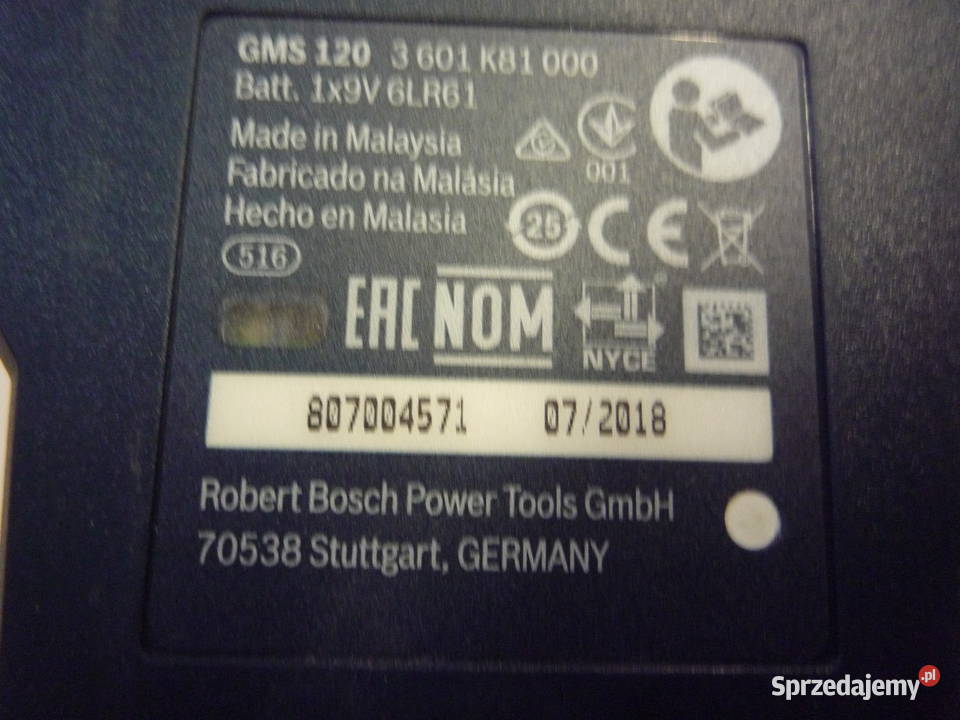 GMS 120 3 601 K81 000
Batt. 1x9V 6LR61
Made in Malaysia
Fabricado na Malásia
Hecho en Malasia
001
25
CE
516
EAC NOM
NYCE
807004571 07/2018
Robert Bosch Power Tools GmbH
70538 Stuttgart, GERMANY
Sprzedajemy.pl